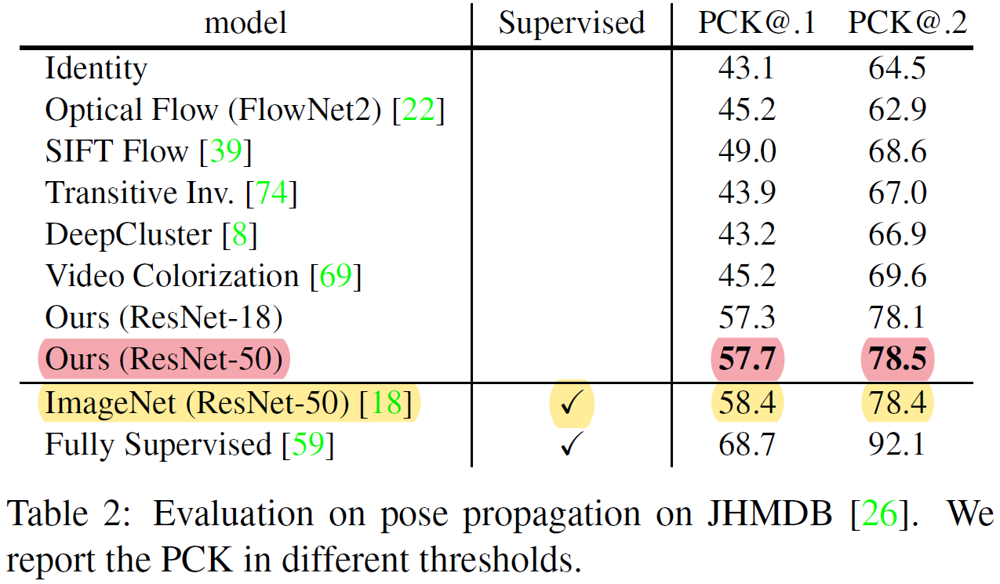 model Supervised PCK@.1 PCK@.2
Identity 43.1 64.5
Optical Flow (FlowNet2) [22] 45.2 62.9
SIFT Flow [39] 49.0 68.6
Transitive Inv. [74] 43.9 67.0
DeepCluster [8] 43.2 66.9
Video Colorization [69] 45.2 69.6
Ours (ResNet-18) 57.3 78.1
Ours (ResNet-50) 57.7 78.5
ImageNet (ResNet-50) [18] ✓ 58.4 78.4
Fully Supervised [59] ✓ 68.7 92.1
Table 2: Evaluation on pose propagation on JHMDB [26]. We
report the PCK in different thresholds.